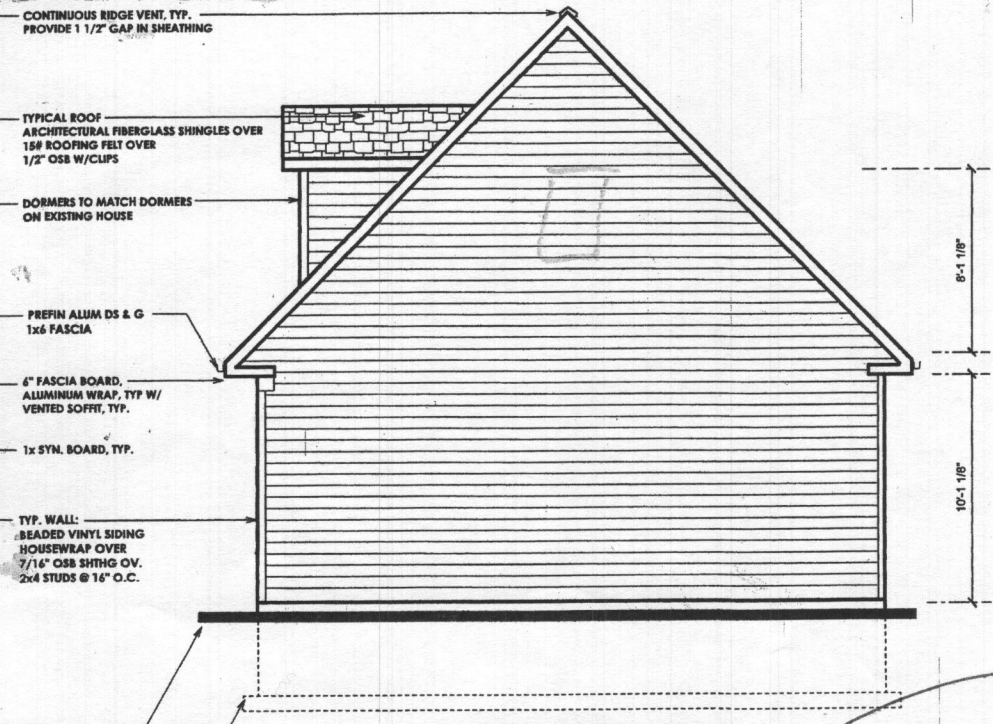 CONTINUOUS RIDGE VENT, TYP.
PROVIDE 1 1/2" GAP IN SHEATHING
TYPICAL ROOF
ARCHITECTURAL FIBERGLASS SHINGLES OVER
15# ROOFING FELT OVER
1/2" OSB W/CLIPS
DORMERS TO MATCH DORMERS
ON EXISTING HOUSE
PREFIN ALUM DS & G
1x6 FASCIA
6" FASCIA BOARD,
ALUMINUM WRAP, TYP W/
VENTED SOFFIT, TYP.
1x SYN. BOARD, TYP.
TYP. WALL:
BEADED VINYL SIDING
HOUSEWRAP OVER
7/16" OSB SHTHG OV.
2x4 STUDS @ 16" O.C.
8'-1 1/8"
10'-1 1/8"